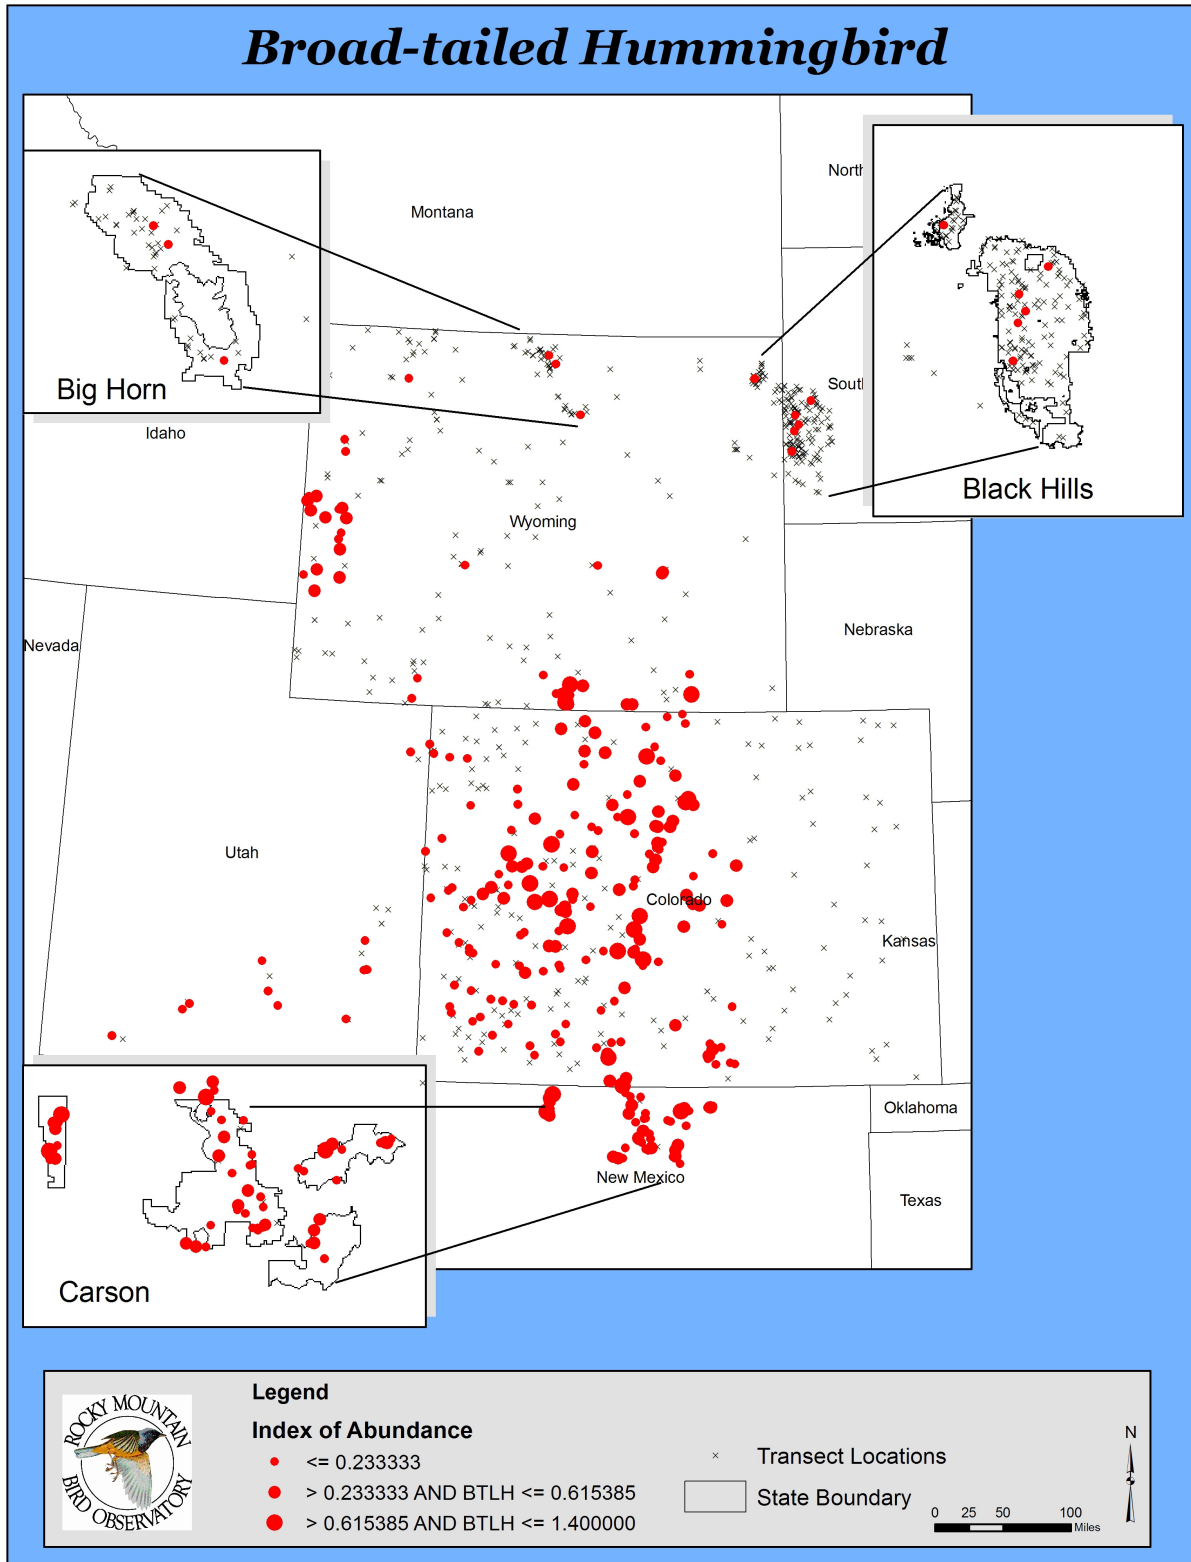 Broad-tailed Hummingbird
North
Montana
South
Big Horn
Idaho
Black Hills
Wyoming
Nevada
Nebraska
Utah
Colorado
Kansas
Oklahoma
New Mexico
Texas
Carson
Legend
Index of Abundance
<= 0.233333
> 0.233333 AND BTLH <= 0.615385
> 0.615385 AND BTLH <= 1.400000
Transect Locations
State Boundary
ROCKY MOUNTAIN
BIRD OBSERVATORY
N
0 25 50 100
Miles